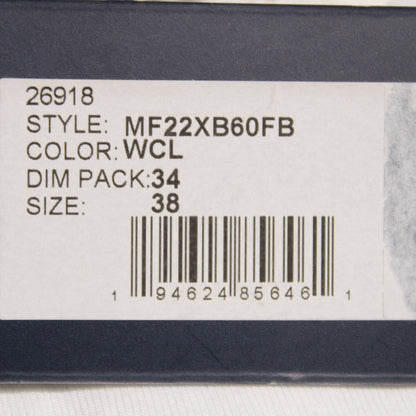 26918
STYLE: MF22XB60FB
COLOR: WCL
DIM PACK: 34
SIZE: 38
1 94624 85646 1